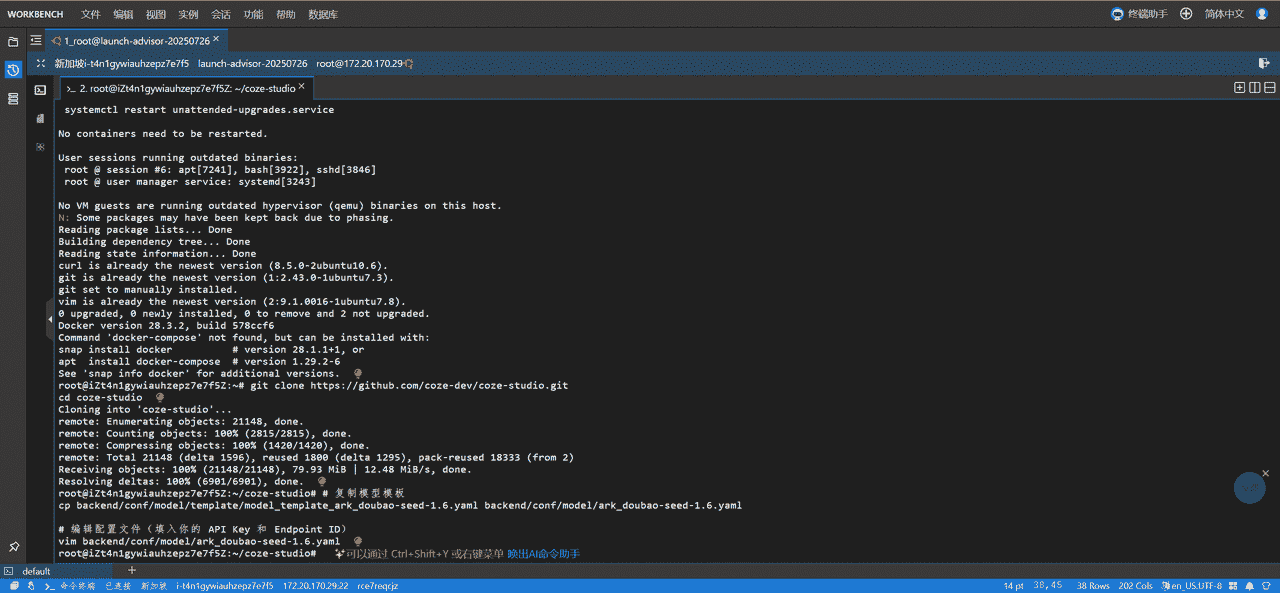 WORKBENCH 文件 编辑 视图 实例 会话 功能 帮助 数据库 终端助手 简体中文
1_root@launch-advisor-20250726
新加坡i-t4n1gywiauhzepz7e7f5 launch-advisor-20250726 root@172.20.170.29
2. root@iZt4n1gywiauhzepz7e7f5Z: ~/coze-studio
systemctl restart unattended-upgrades.service
No containers need to be restarted.
User sessions running outdated binaries:
root @ session #6: apt[7241], bash[3922], sshd[3846]
root @ user manager service: systemd[3243]
No VM guests are running outdated hypervisor (qemu) binaries on this host.
N: Some packages may have been kept back due to phasing.
Reading package lists... Done
Building dependency tree... Done
Reading state information... Done
curl is already the newest version (8.5.0-2ubuntu10.6).
git is already the newest version (1:2.43.0-1ubuntu7.3).
git set to manually installed.
vim is already the newest version (2:9.1.0016-1ubuntu7.8).
0 upgraded, 0 newly installed, 0 to remove and 2 not upgraded.
Docker version 28.3.2, build 578ccf6
Command 'docker-compose' not found, but can be installed with:
snap install docker # version 28.1.1+1, or
apt install docker-compose # version 1.29.2-6
See 'snap info docker' for additional versions.
root@iZt4n1gywiauhzepz7e7f5Z:~# git clone https://github.com/coze-dev/coze-studio.git
cd coze-studio
Cloning into 'coze-studio'...
remote: Enumerating objects: 21148, done.
remote: Counting objects: 100% (2815/2815), done.
remote: Compressing objects: 100% (1420/1420), done.
remote: Total 21148 (delta 1596), reused 1800 (delta 1295), pack-reused 18333 (from 2)
Receiving objects: 100% (21148/21148), 79.93 MiB | 12.48 MiB/s, done.
Resolving deltas: 100% (6901/6901), done.
root@iZt4n1gywiauhzepz7e7f5Z:~/coze-studio# # 复制模型模板
cp backend/conf/model/template/model_template_ark_doubao-seed-1.6.yaml backend/conf/model/ark_doubao-seed-1.6.yaml
# 编辑配置文件（填入你的 API Key 和 Endpoint ID）
vim backend/conf/model/ark_doubao-seed-1.6.yaml
root@iZt4n1gywiauhzepz7e7f5Z:~/coze-studio# 可以通过 Ctrl+Shift+Y 或右键菜单 唤出AI命令助手
default
命令终端 已连接 新加坡 i-t4n1gywiauhzepz7e7f5 172.20.170.29:22 rce7reqcjz 14 pt 38,45 38 Rows 202 Cols en_US.UTF-8